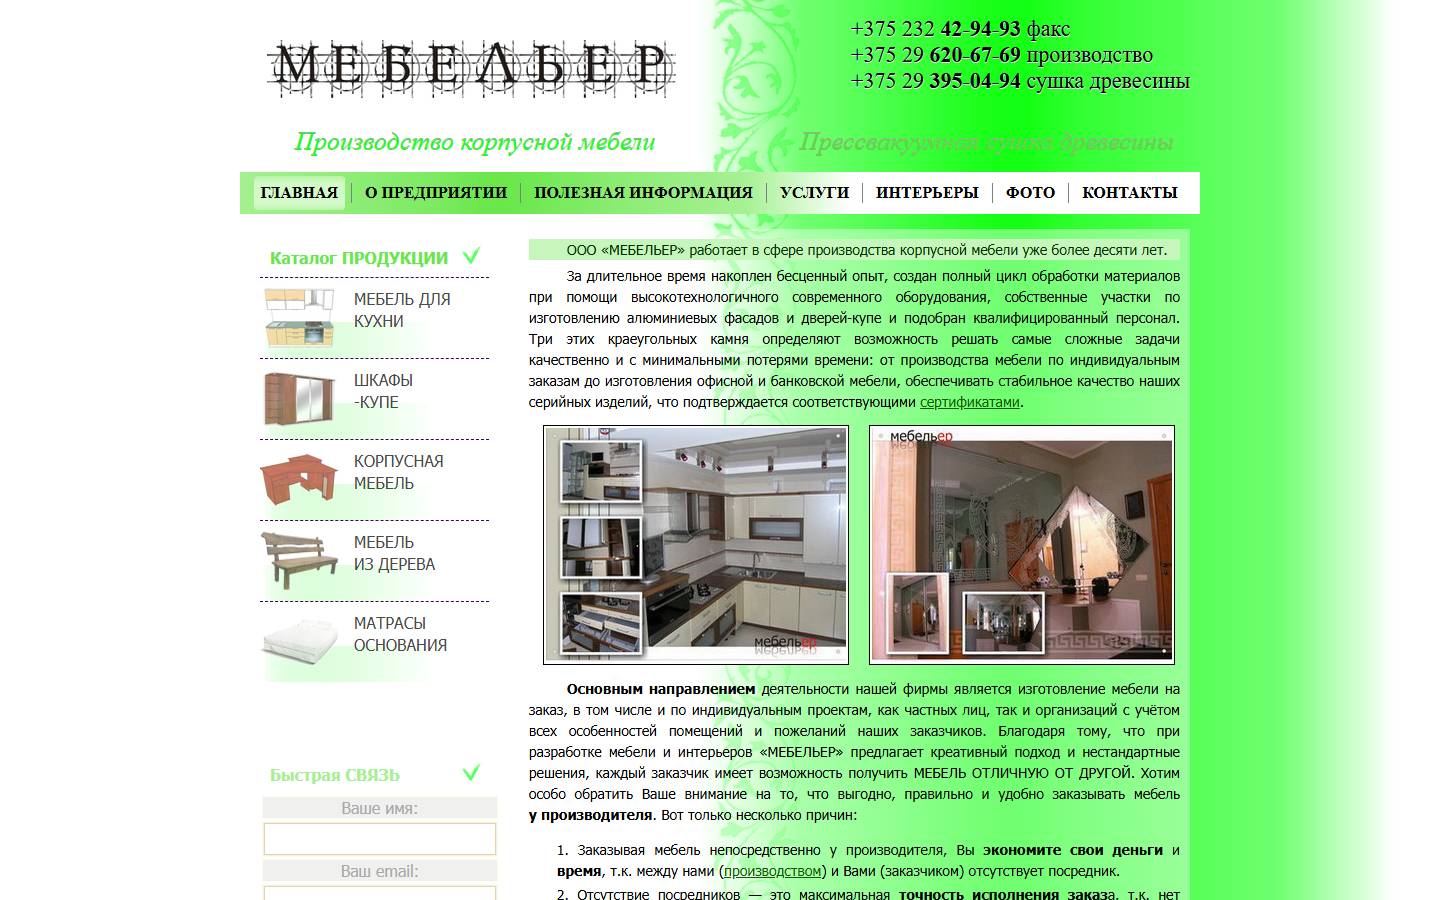 МЕБЕЛЬЕР
+375 232 42-94-93 факс
+375 29 620-67-69 производство
+375 29 395-04-94 сушка древесины
Производство корпусной мебели
Прессвакуумная сушка древесины
ГЛАВНАЯ
О ПРЕДПРИЯТИИ
ПОЛЕЗНАЯ ИНФОРМАЦИЯ
УСЛУГИ
ИНТЕРЬЕРЫ
ФОТО
КОНТАКТЫ
Каталог ПРОДУКЦИИ
МЕБЕЛЬ ДЛЯ
КУХНИ
ШКАФЫ
-КУПЕ
КОРПУСНАЯ
МЕБЕЛЬ
МЕБЕЛЬ
ИЗ ДЕРЕВА
МАТРАСЫ
ОСНОВАНИЯ
Быстрая СВЯЗЬ
Ваше имя:
Ваш email:
ООО «МЕБЕЛЬЕР» работает в сфере производства корпусной мебели уже более десяти лет.
За длительное время накоплен бесценный опыт, создан полный цикл обработки материалов
при помощи высокотехнологичного современного оборудования, собственные участки по
изготовлению алюминиевых фасадов и дверей-купе и подобран квалифицированный персонал.
Три этих краеугольных камня определяют возможность решать самые сложные задачи
качественно и с минимальными потерями времени: от производства мебели по индивидуальным
заказам до изготовления офисной и банковской мебели, обеспечивать стабильное качество наших
серийных изделий, что подтверждается соответствующими сертификатами.
мебельер
мебельер
Основным направлением деятельности нашей фирмы является изготовление мебели на
заказ, в том числе и по индивидуальным проектам, как частных лиц, так и организаций с учётом
всех особенностей помещений и пожеланий наших заказчиков. Благодаря тому, что при
разработке мебели и интерьеров «МЕБЕЛЬЕР» предлагает креативный подход и нестандартные
решения, каждый заказчик имеет возможность получить МЕБЕЛЬ ОТЛИЧНУЮ ОТ ДРУГОЙ. Хотим
особо обратить Ваше внимание на то, что выгодно, правильно и удобно заказывать мебель
у производителя. Вот только несколько причин:
1. Заказывая мебель непосредственно у производителя, Вы экономите свои деньги и
время, т.к. между нами (производством) и Вами (заказчиком) отсутствует посредник.
2. Отсутствие посредников — это максимальная точность исполнения заказа, т.к. нет